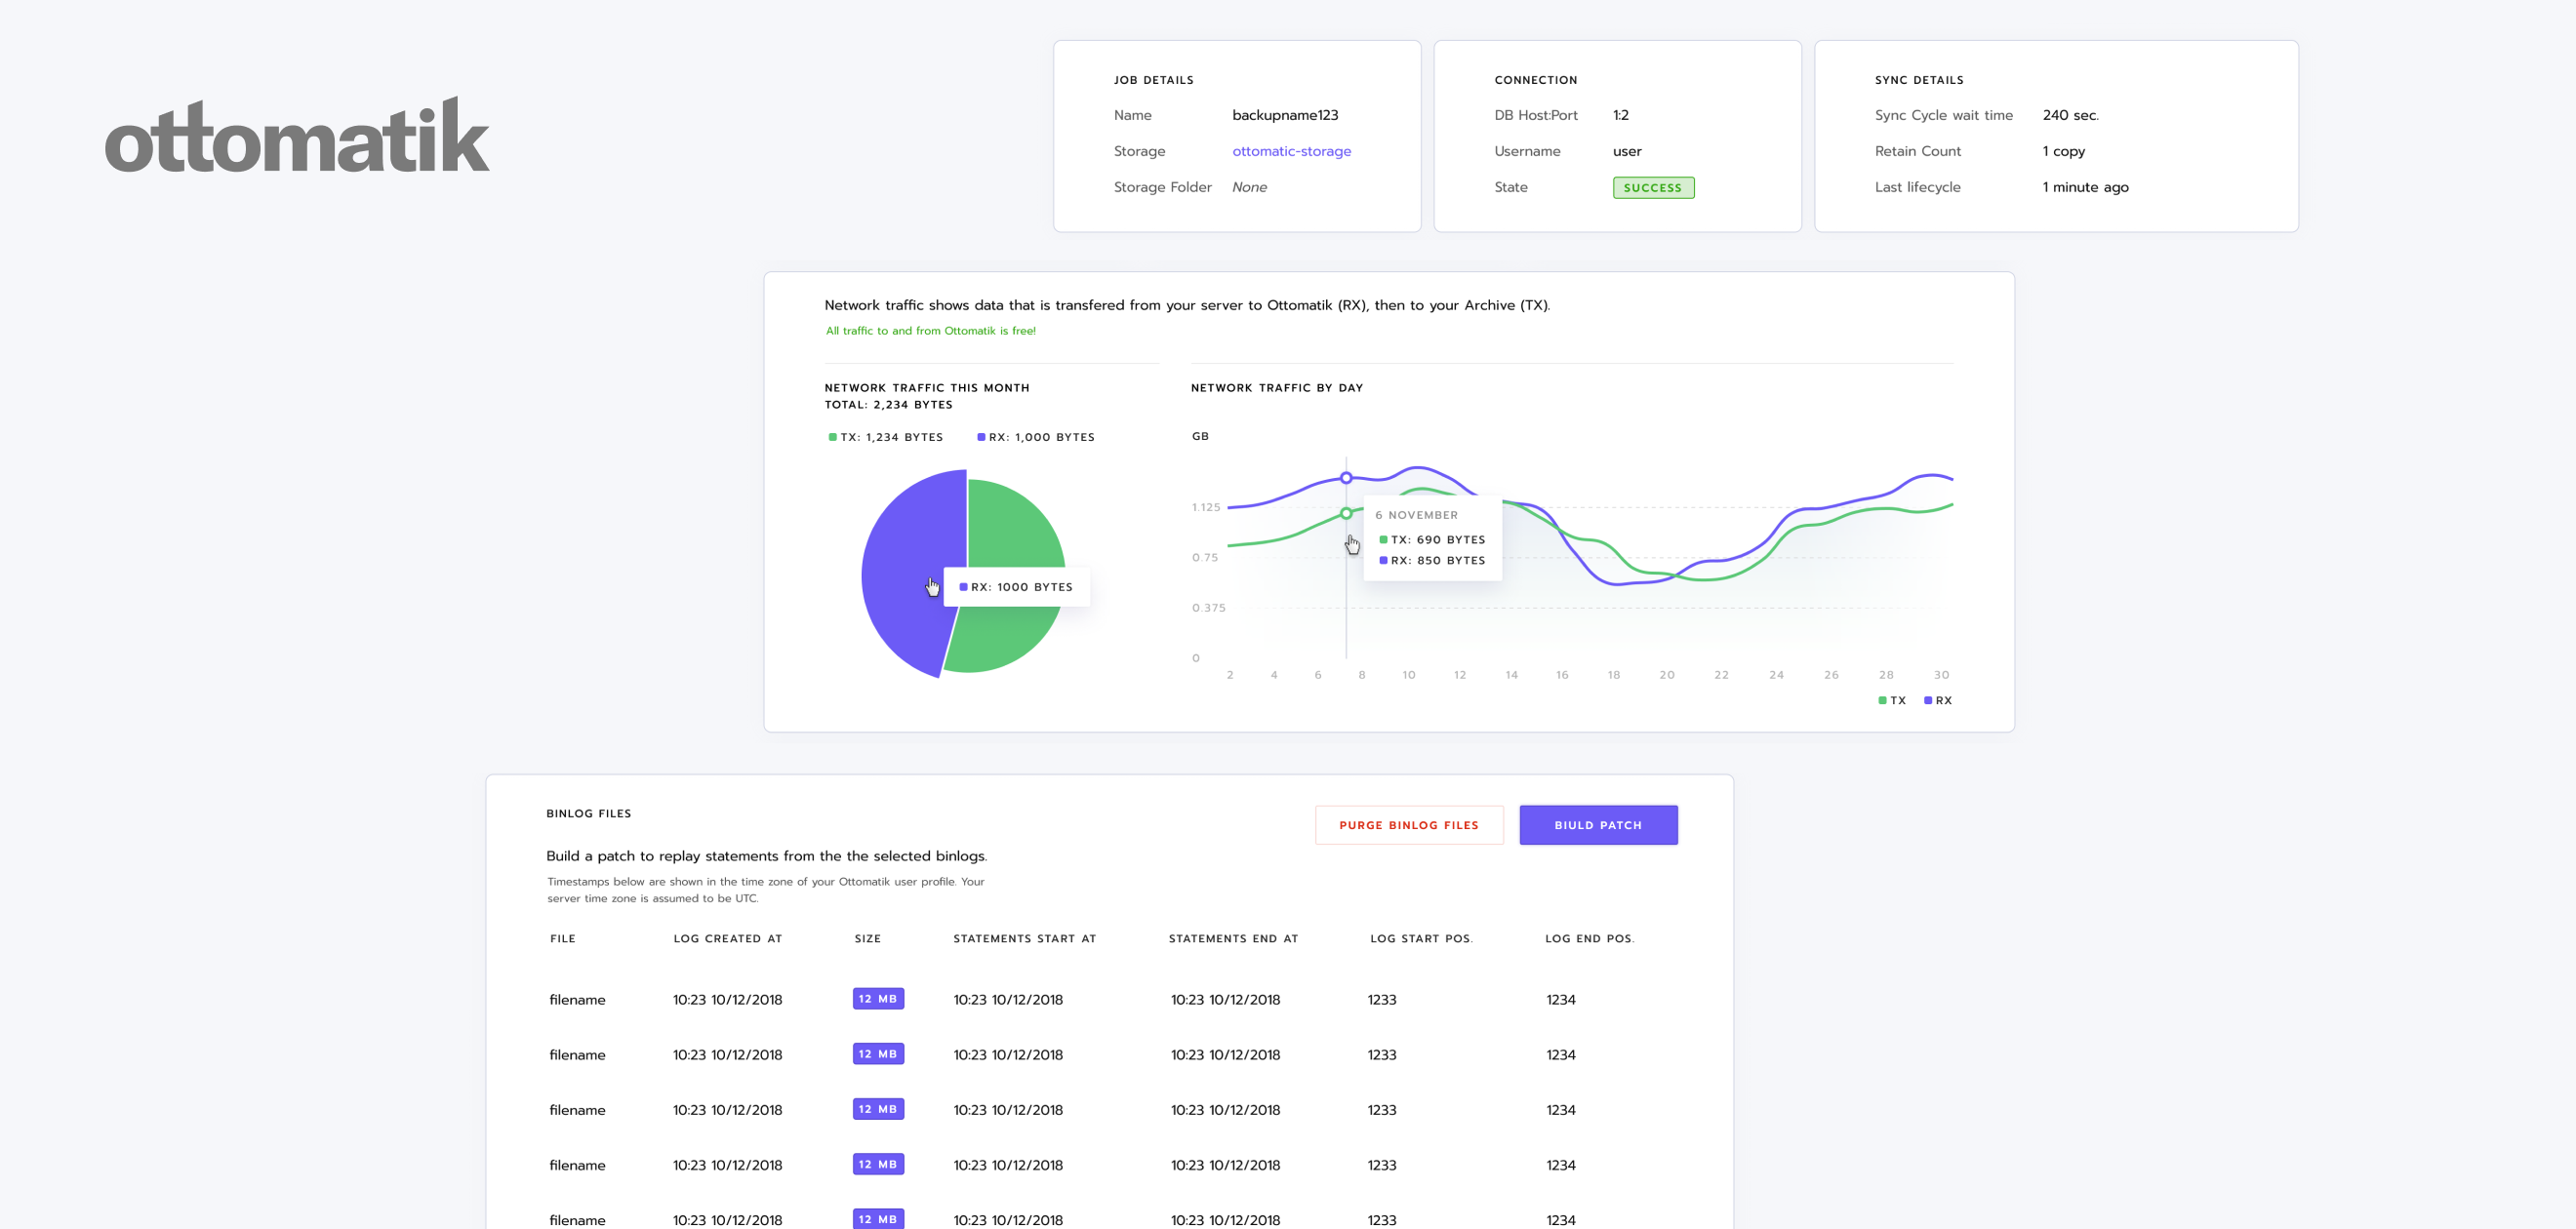 ottomatik
JOB DETAILS
Name backupname123
Storage ottomatic-storage
Storage Folder None
CONNECTION
DB Host:Port 1:2
Username user
State SUCCESS
SYNC DETAILS
Sync Cycle wait time 240 sec.
Retain Count 1 copy
Last lifecycle 1 minute ago
Network traffic shows data that is transfered from your server to Ottomatik (RX), then to your Archive (TX).
All traffic to and from Ottomatik is free!
NETWORK TRAFFIC THIS MONTH
TOTAL: 2,234 BYTES
TX: 1,234 BYTES RX: 1,000 BYTES
RX: 1000 BYTES
NETWORK TRAFFIC BY DAY
GB
1.125
0.75
0.375
0
6 NOVEMBER
TX: 690 BYTES
RX: 850 BYTES
2 4 6 8 10 12 14 16 18 20 22 24 26 28 30
TX RX
BINLOG FILES
PURGE BINLOG FILES BIULD PATCH
Build a patch to replay statements from the the selected binlogs.
Timestamps below are shown in the time zone of your Ottomatik user profile. Your
server time zone is assumed to be UTC.
FILE LOG CREATED AT SIZE STATEMENTS START AT STATEMENTS END AT LOG START POS. LOG END POS.
filename 10:23 10/12/2018 12 MB 10:23 10/12/2018 10:23 10/12/2018 1233 1234
filename 10:23 10/12/2018 12 MB 10:23 10/12/2018 10:23 10/12/2018 1233 1234
filename 10:23 10/12/2018 12 MB 10:23 10/12/2018 10:23 10/12/2018 1233 1234
filename 10:23 10/12/2018 12 MB 10:23 10/12/2018 10:23 10/12/2018 1233 1234
filename 10:23 10/12/2018 12 MB 10:23 10/12/2018 10:23 10/12/2018 1233 1234